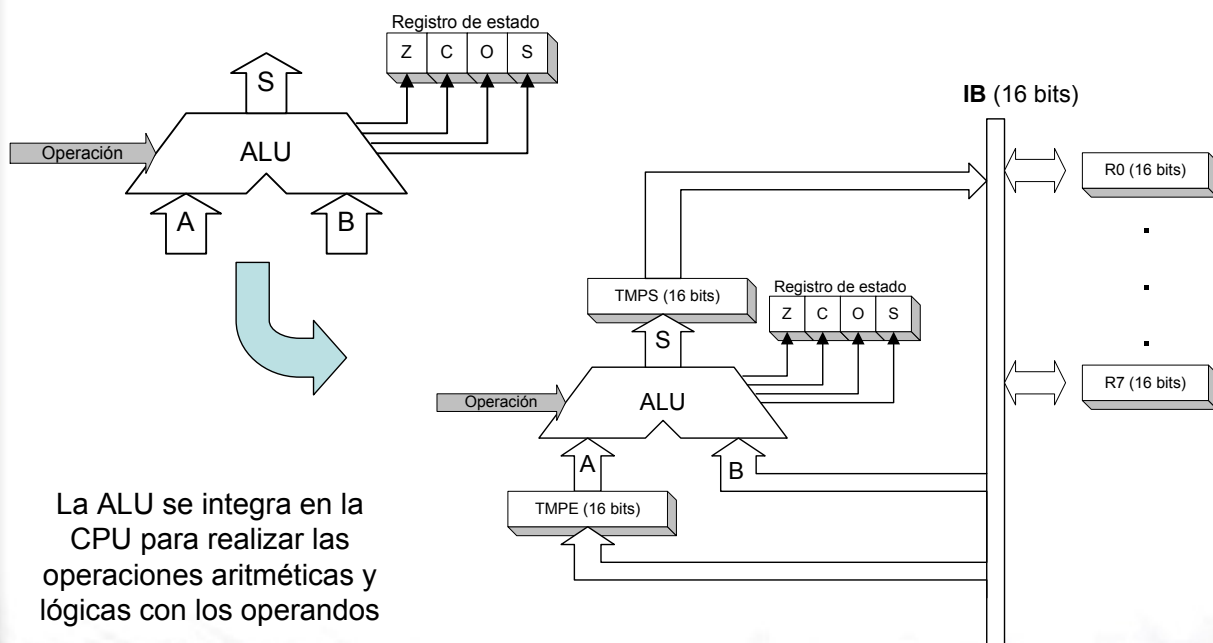 Registro de estado
Z C O S
S
Operación
ALU
A
B
IB (16 bits)
R0 (16 bits)
TMPS (16 bits)
Registro de estado
Z C O S
S
R7 (16 bits)
Operación
ALU
A
B
TMPE (16 bits)
La ALU se integra en la
CPU para realizar las
operaciones aritméticas y
lógicas con los operandos